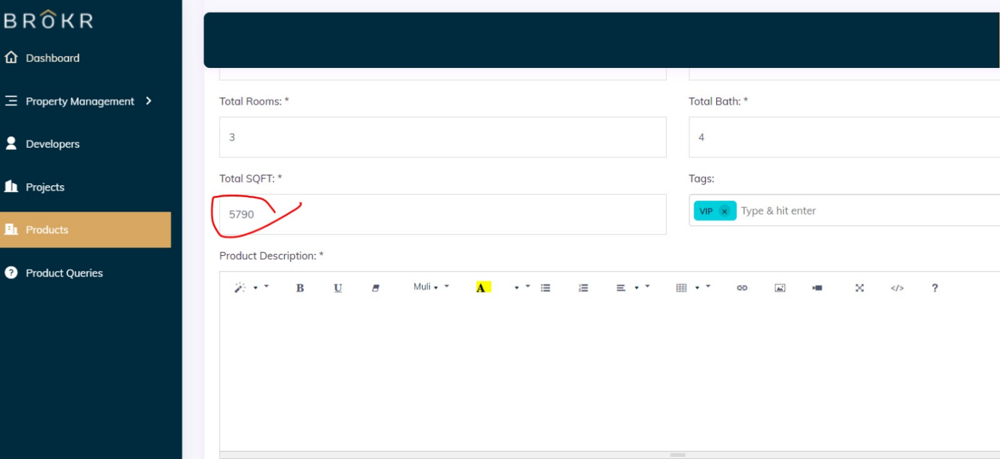 BRÔKR
Dashboard
Property Management
Developers
Projects
Products
Product Queries
Total Rooms: *
3
Total Bath: *
4
Total SQFT: *
5790
Tags:
VIP x Type & hit enter
Product Description: *
B U Muli A </> ?